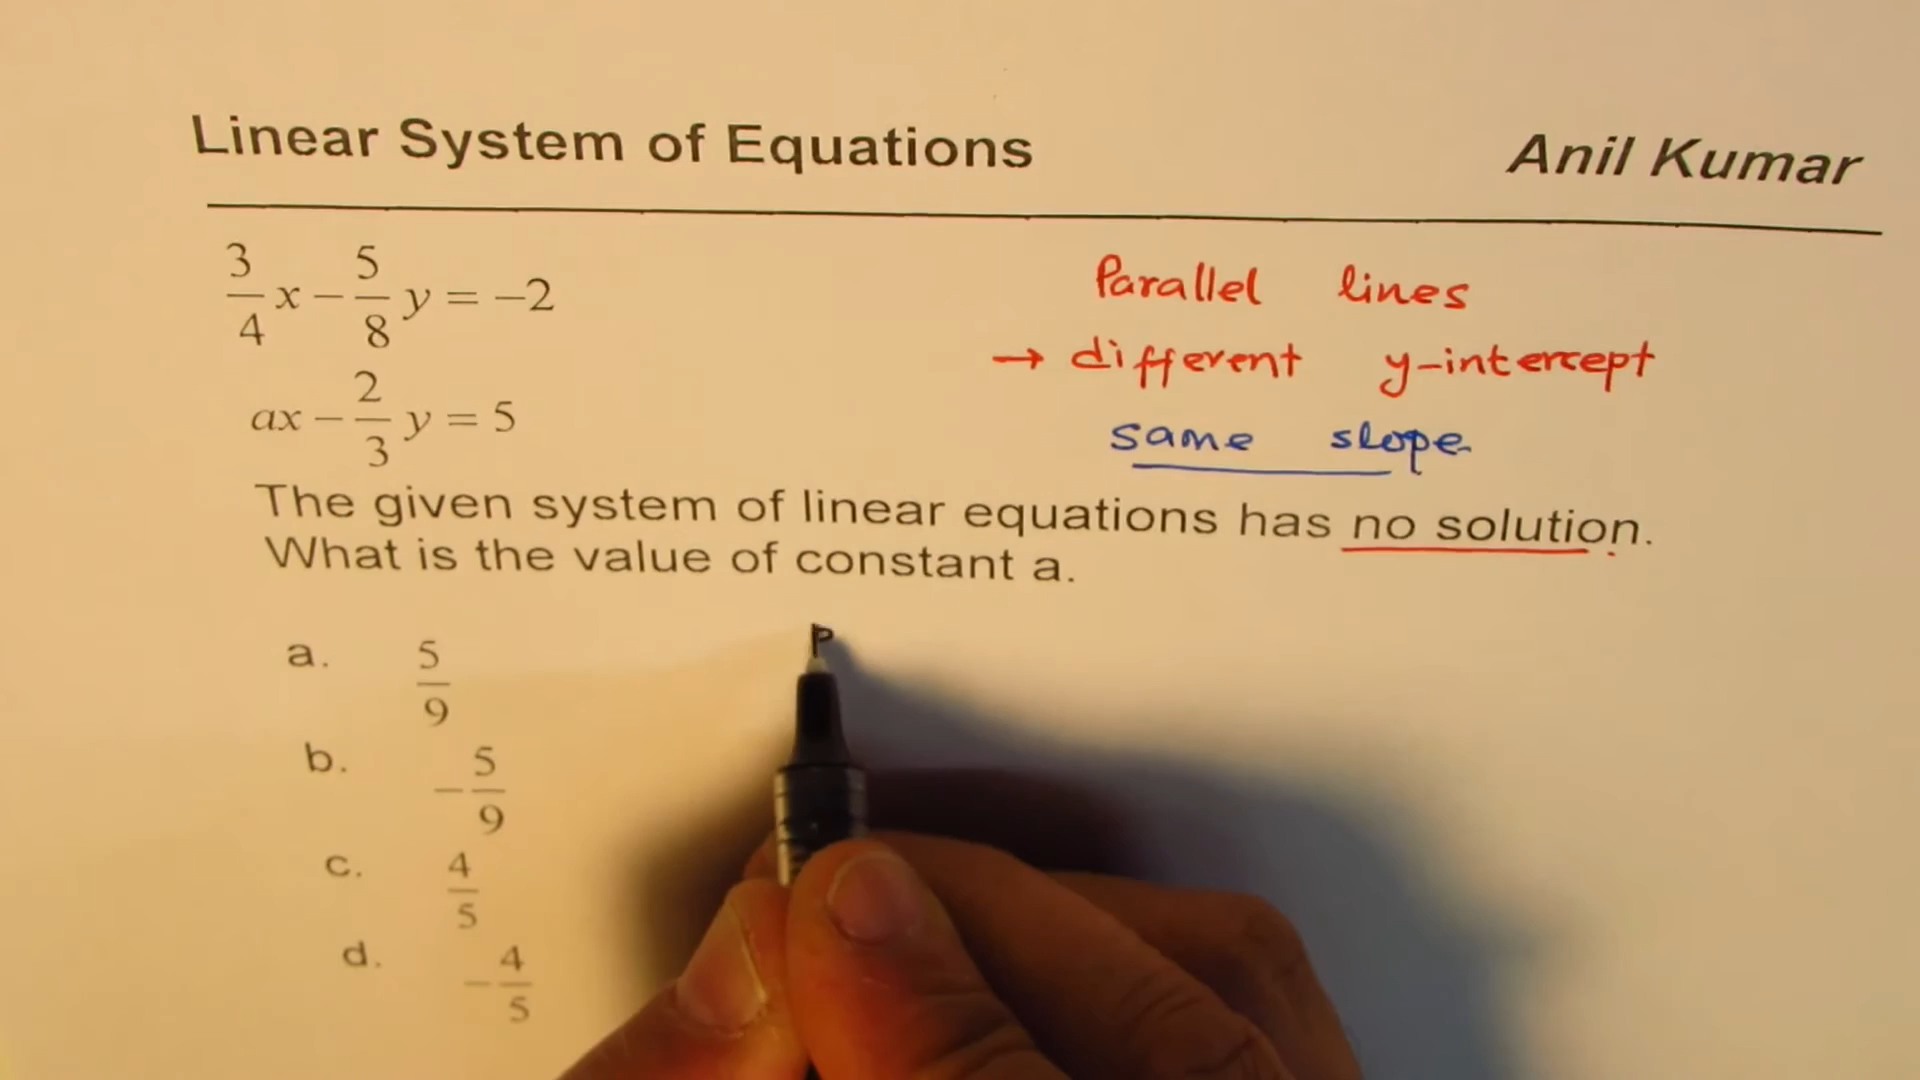 Linear System of Equations Anil Kumar
3/4 x − 5/8 y = −2
ax − 2/3 y = 5
Parallel lines
→ different y-intercept
same slope
The given system of linear equations has no solution.
What is the value of constant a.
a. 5/9
b. −5/9
c. 4/5
d. −4/5